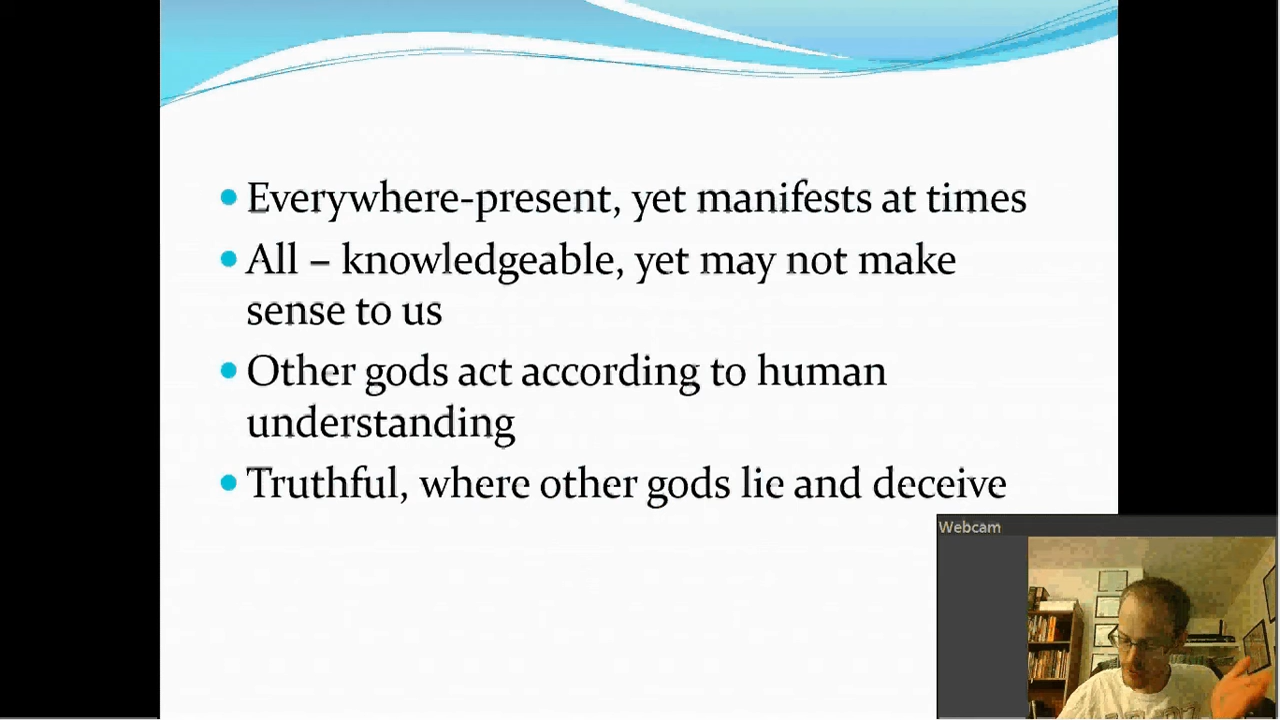 Everywhere-present, yet manifests at times
All – knowledgeable, yet may not make
sense to us
Other gods act according to human
understanding
Truthful, where other gods lie and deceive
Webcam